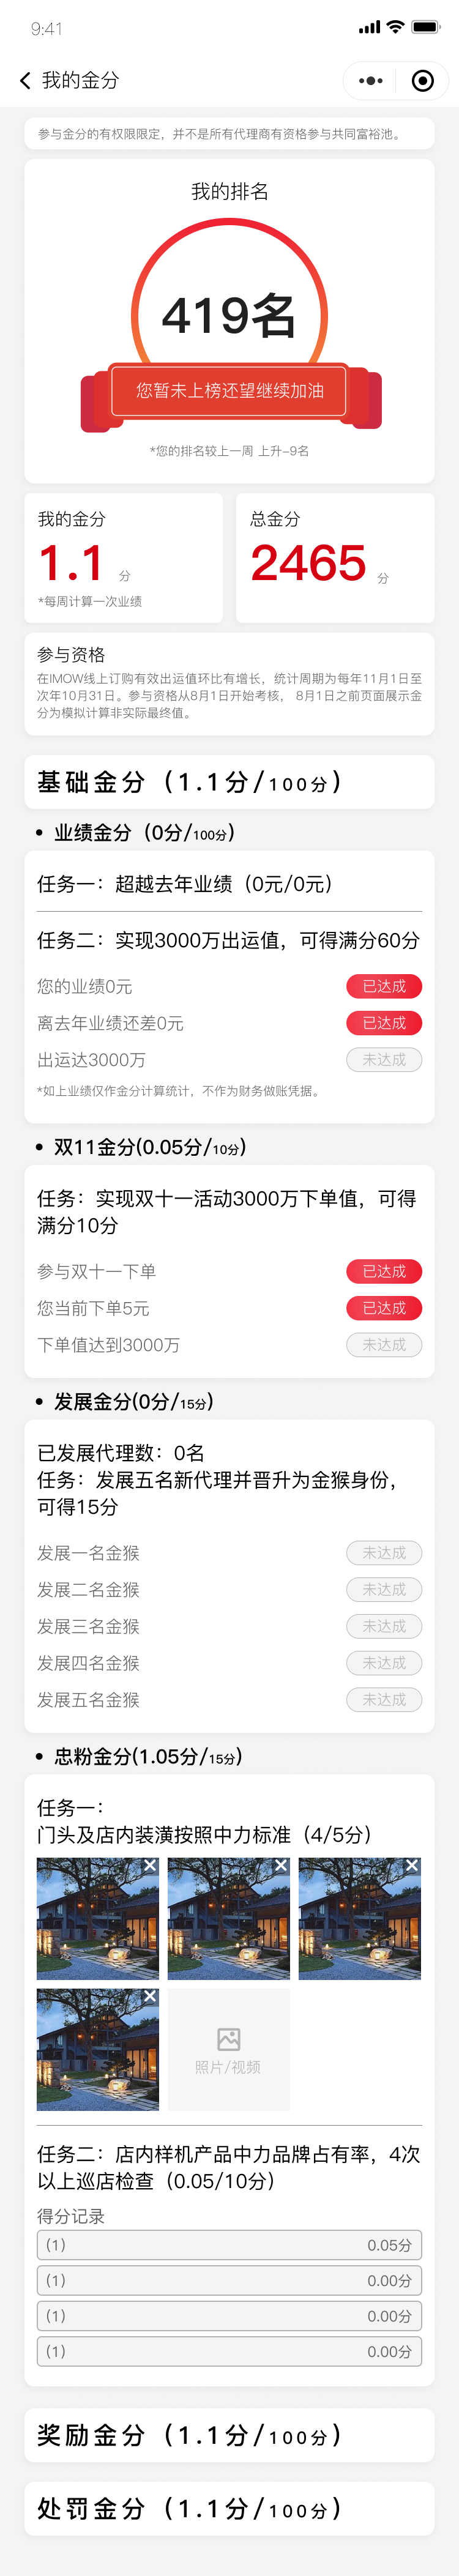 9:41
我的金分
参与金分的有权限限定，并不是所有代理商有资格参与共同富裕池。
我的排名
419名
您暂未上榜还望继续加油
*您的排名较上一周 上升-9名
我的金分
1.1 分
*每周计算一次业绩
总金分
2465 分
参与资格
在IMOW线上订购有效出运值环比有增长，统计周期为每年11月1日至
次年10月31日。参与资格从8月1日开始考核， 8月1日之前页面展示金
分为模拟计算非实际最终值。
基础金分（1.1分/100分）
• 业绩金分（0分/100分）
任务一：超越去年业绩（0元/0元）
任务二：实现3000万出运值，可得满分60分
您的业绩0元 已达成
离去年业绩还差0元 已达成
出运达3000万 未达成
*如上业绩仅作金分计算统计，不作为财务做账凭据。
• 双11金分(0.05分/10分)
任务：实现双十一活动3000万下单值，可得
满分10分
参与双十一下单 已达成
您当前下单5元 已达成
下单值达到3000万 未达成
• 发展金分(0分/15分)
已发展代理数：0名
任务：发展五名新代理并晋升为金猴身份，
可得15分
发展一名金猴 未达成
发展二名金猴 未达成
发展三名金猴 未达成
发展四名金猴 未达成
发展五名金猴 未达成
• 忠粉金分(1.05分/15分)
任务一：
门头及店内装潢按照中力标准（4/5分）
照片/视频
任务二：店内样机产品中力品牌占有率，4次
以上巡店检查（0.05/10分）
得分记录
（1） 0.05分
（1） 0.00分
（1） 0.00分
（1） 0.00分
奖励金分（1.1分/100分）
处罚金分（1.1分/100分）